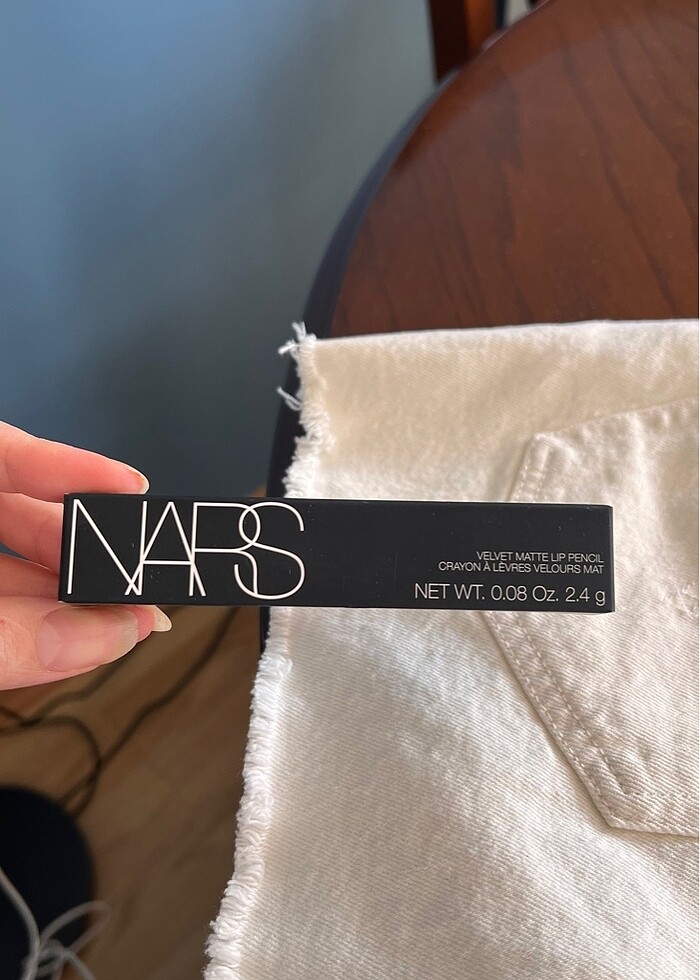 NARS
VELVET MATTE LIP PENCIL
CRAYON À LÈVRES VELOURS MAT
NET WT. 0.08 Oz. 2.4 g